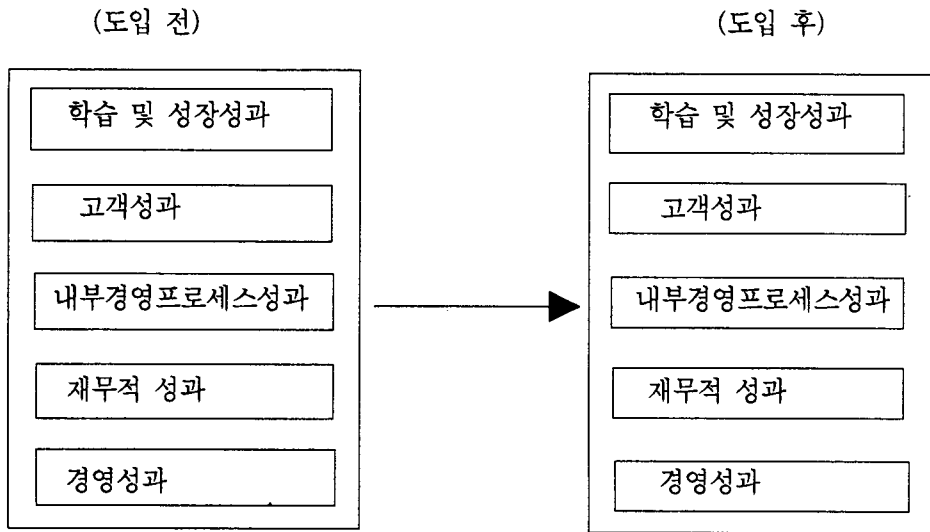 (도입 전)
(도입 후)
학습 및 성장성과
고객성과
내부경영프로세스성과
재무적 성과
경영성과
학습 및 성장성과
고객성과
내부경영프로세스성과
재무적 성과
경영성과